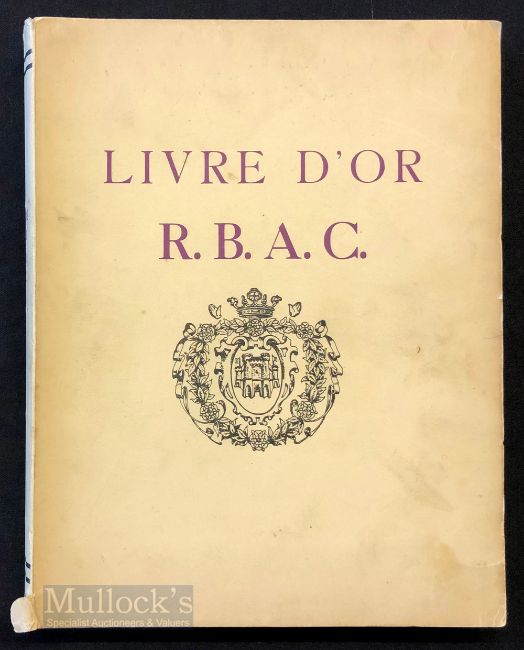 LIVRE D'OR
R. B. A. C.
Mullock's
Specialist Auctioneers & Valuers